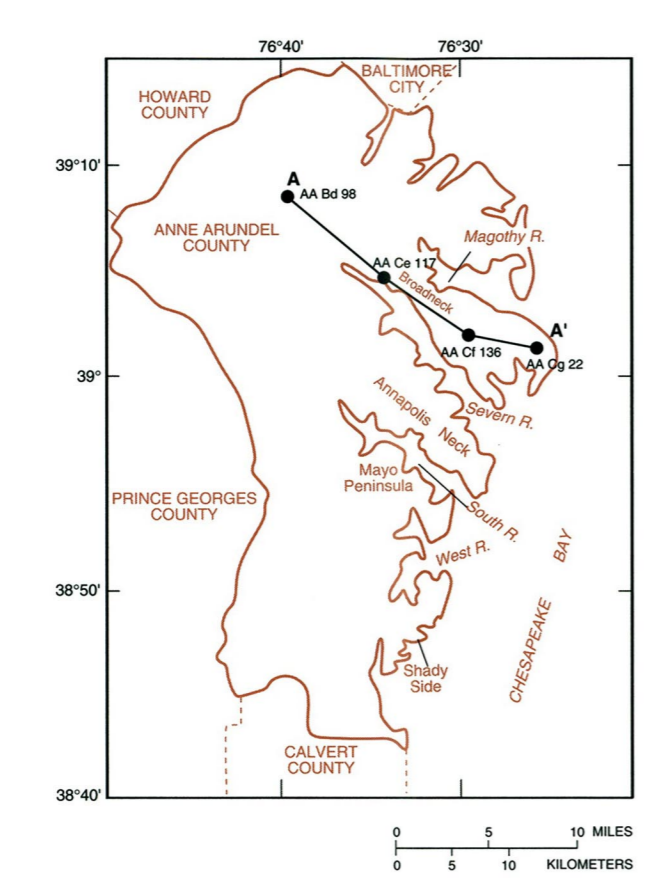 76°40'
76°30'
BALTIMORE
CITY
HOWARD
COUNTY
39°10'
A
AA Bd 98
ANNE ARUNDEL
COUNTY
Magothy R.
AA Ce 117
Broadneck
A'
AA Cf 136
AA Cg 22
39°
Annapolis
Neck
Severn R.
Mayo
Peninsula
PRINCE GEORGES
COUNTY
South R.
West R.
BAY
CHESAPEAKE
38°50'
Shady
Side
CALVERT
COUNTY
38°40'
0 5 10 MILES
0 5 10 KILOMETERS